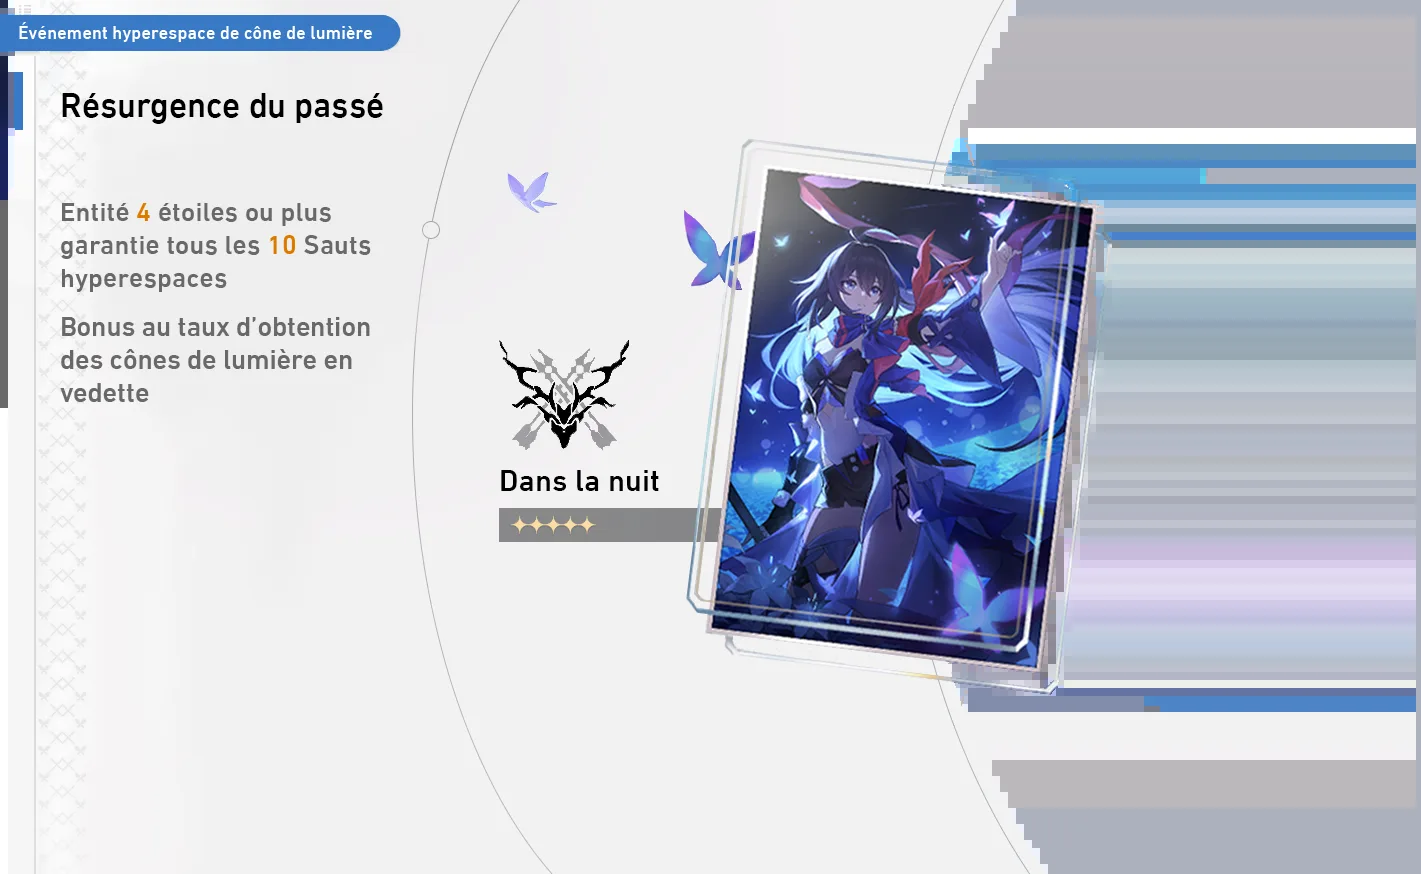 Événement hyperespace de cône de lumière
Résurgence du passé
Entité 4 étoiles ou plus
garantie tous les 10 Sauts
hyperespaces
Bonus au taux d’obtention
des cônes de lumière en
vedette
Dans la nuit